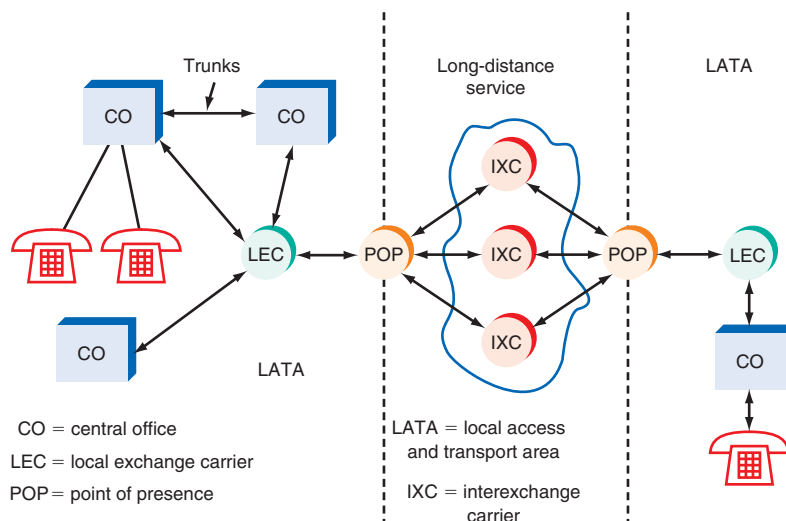 Trunks
Long-distance
service
LATA
CO
CO
IXC
LEC
POP
IXC
POP
LEC
IXC
CO
CO
LATA
CO = central office
LEC = local exchange carrier
POP = point of presence
LATA = local access
and transport area
IXC = interexchange
carrier